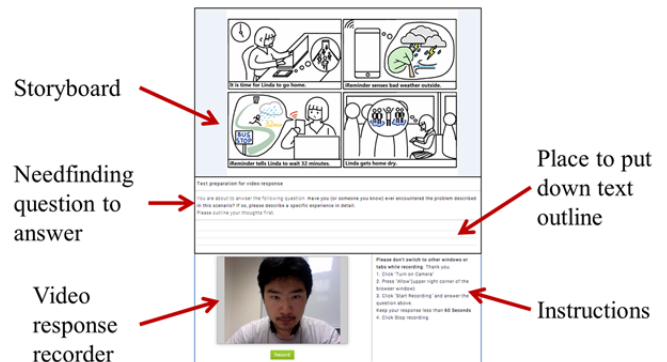 Storyboard
It is time for Linda to go home.
iReminder senses bad weather outside.
BUS
STOP
32min
iReminder tells Linda to wait 32 minutes.
Linda gets home dry.
Needfinding
question to
answer
Text preparation for video response
You are about to answer the following question: Have you (or someone you know) ever encountered the problem described
in this scenario? If so, please describe a specific experience in detail.
Please outline your thoughts first.
Place to put
down text
outline
Video
response
recorder
Record
Please don't switch to other windows or
tabs while recording. Thank you.
1. Click 'Turn on Camera'
2. Press 'Allow'(upper right corner of the
browser window).
3. Click 'Start Recording' and answer the
question above.
Keep your response less than 60 Seconds
4. Click Stop recording.
Instructions